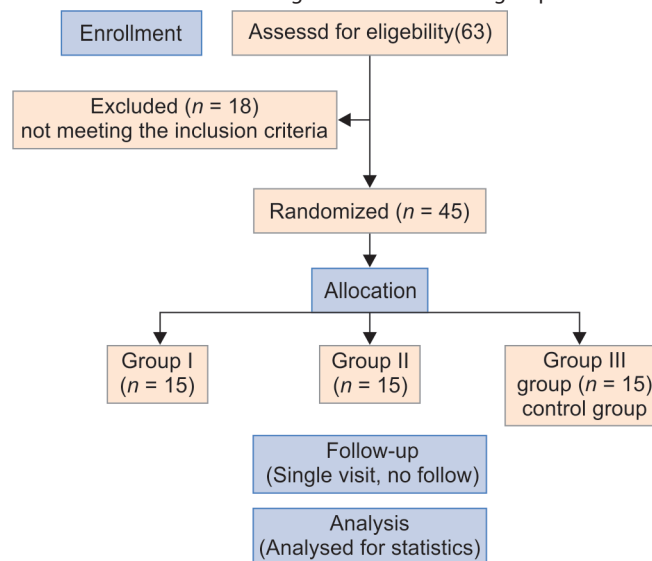 Enrollment
Assessd for eligebility(63)
Excluded (n = 18)
not meeting the inclusion criteria
Randomized (n = 45)
Allocation
Group I
(n = 15)
Group II
(n = 15)
Group III
group (n = 15)
control group
Follow-up
(Single visit, no follow)
Analysis
(Analysed for statistics)